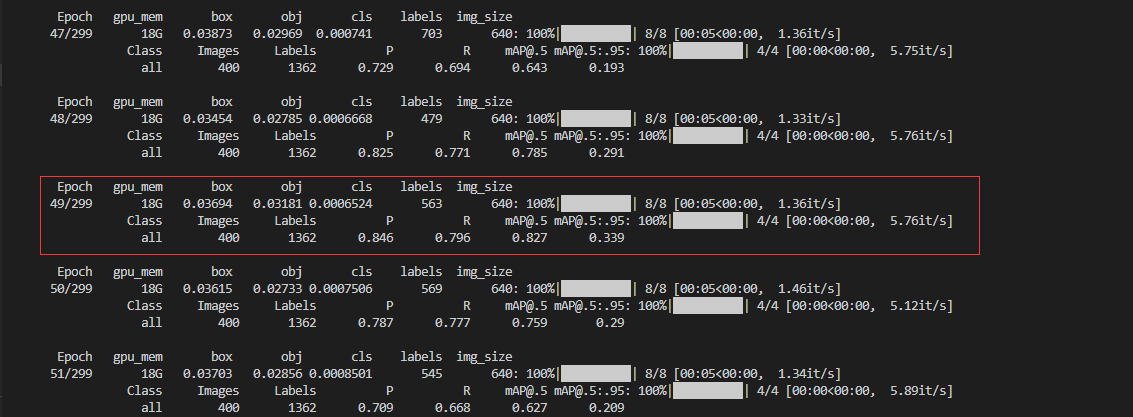 Epoch gpu_mem box obj cls labels img_size
47/299 18G 0.03873 0.02969 0.000741 703 640: 100%|██████████| 8/8 [00:05<00:00, 1.36it/s]
Class Images Labels P R mAP@.5 mAP@.5:.95: 100%|██████████| 4/4 [00:00<00:00, 5.75it/s]
all 400 1362 0.729 0.694 0.643 0.193
Epoch gpu_mem box obj cls labels img_size
48/299 18G 0.03454 0.02785 0.0006668 479 640: 100%|██████████| 8/8 [00:05<00:00, 1.33it/s]
Class Images Labels P R mAP@.5 mAP@.5:.95: 100%|██████████| 4/4 [00:00<00:00, 5.76it/s]
all 400 1362 0.825 0.771 0.785 0.291
Epoch gpu_mem box obj cls labels img_size
49/299 18G 0.03694 0.03181 0.0006524 563 640: 100%|██████████| 8/8 [00:05<00:00, 1.36it/s]
Class Images Labels P R mAP@.5 mAP@.5:.95: 100%|██████████| 4/4 [00:00<00:00, 5.76it/s]
all 400 1362 0.846 0.796 0.827 0.339
Epoch gpu_mem box obj cls labels img_size
50/299 18G 0.03615 0.02733 0.0007506 569 640: 100%|██████████| 8/8 [00:05<00:00, 1.46it/s]
Class Images Labels P R mAP@.5 mAP@.5:.95: 100%|██████████| 4/4 [00:00<00:00, 5.12it/s]
all 400 1362 0.787 0.777 0.759 0.29
Epoch gpu_mem box obj cls labels img_size
51/299 18G 0.03703 0.02856 0.0008501 545 640: 100%|██████████| 8/8 [00:05<00:00, 1.34it/s]
Class Images Labels P R mAP@.5 mAP@.5:.95: 100%|██████████| 4/4 [00:00<00:00, 5.89it/s]
all 400 1362 0.709 0.668 0.627 0.209